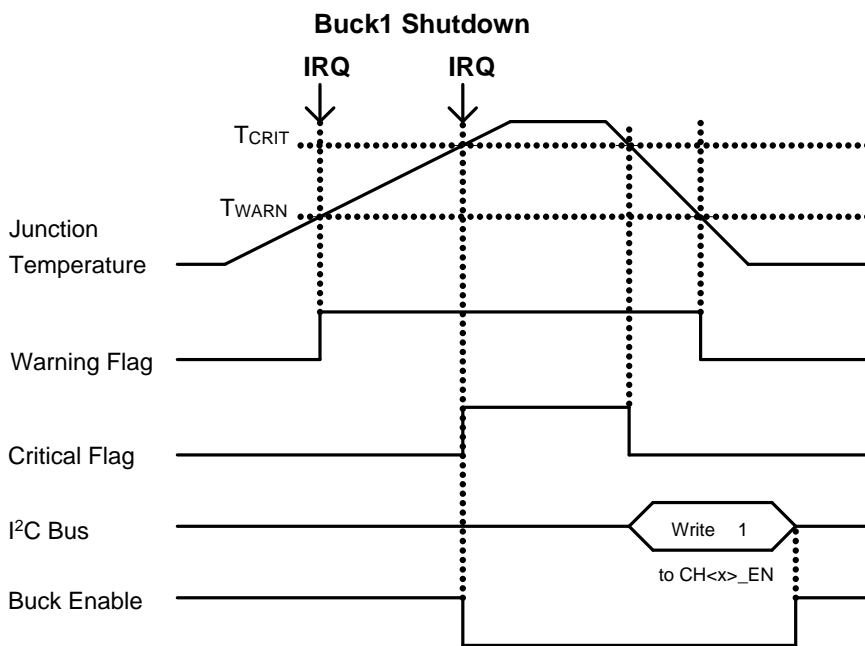 Buck1 Shutdown
IRQ IRQ
TCRIT
TWARN
Junction
Temperature
Warning Flag
Critical Flag
I²C Bus
Write 1
to CH<x>_EN
Buck Enable